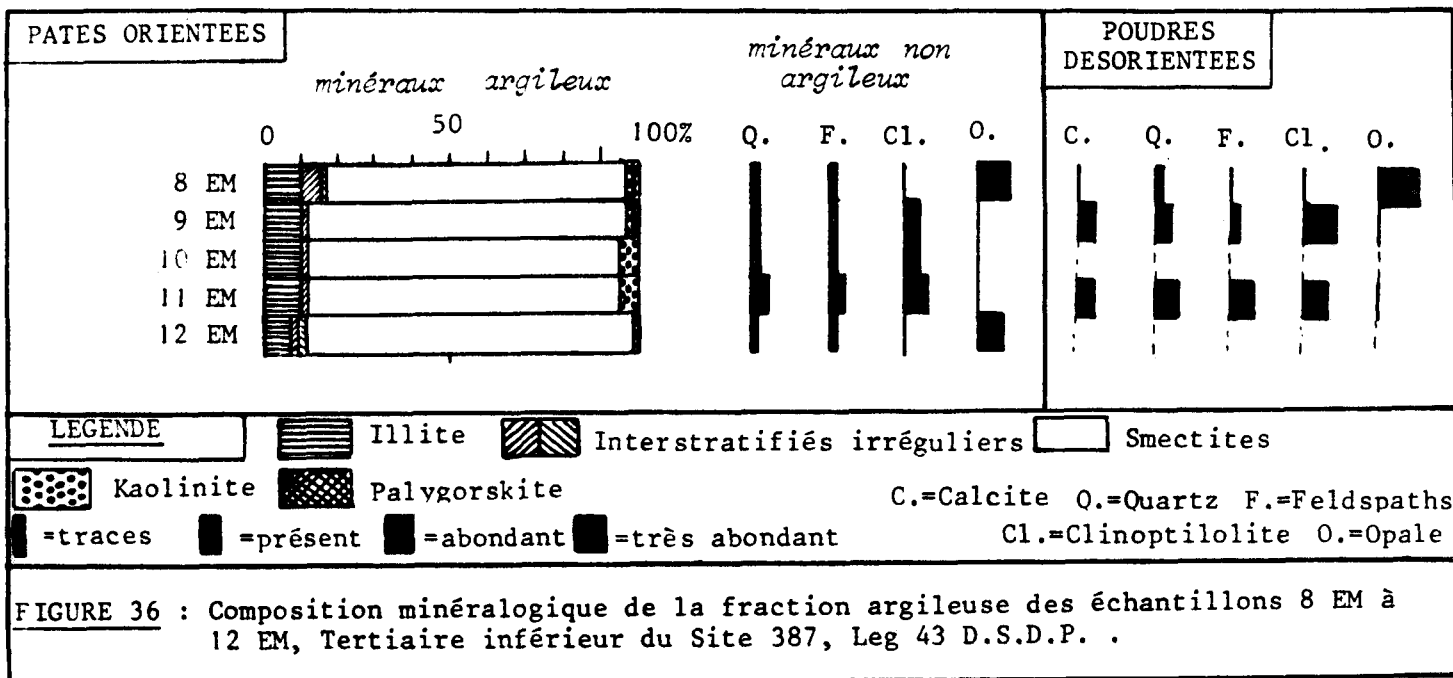 PATES ORIENTEES
minéraux argileux
minéraux non
argileux
POUDRES
DESORIENTEES
0 50 100% Q. F. Cl. O. C. Q. F. Cl. O.
8 EM
9 EM
10 EM
11 EM
12 EM
LEGENDE Illite Interstratifiés irréguliers Smectites
Kaolinite Palygorskite C.=Calcite Q.=Quartz F.=Feldspaths
=traces =présent =abondant =très abondant Cl.=Clinoptilolite O.=Opale
FIGURE 36 : Composition minéralogique de la fraction argileuse des échantillons 8 EM à
12 EM, Tertiaire inférieur du Site 387, Leg 43 D.S.D.P. .